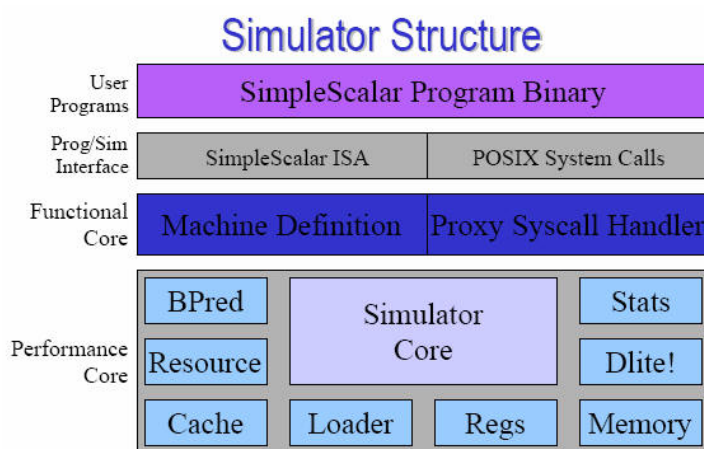 Simulator Structure
User
Programs
SimpleScalar Program Binary
Prog/Sim
Interface
SimpleScalar ISA
POSIX System Calls
Functional
Core
Machine Definition
Proxy Syscall Handler
Performance
Core
BPred
Simulator
Core
Stats
Resource
Dlite!
Cache
Loader
Regs
Memory